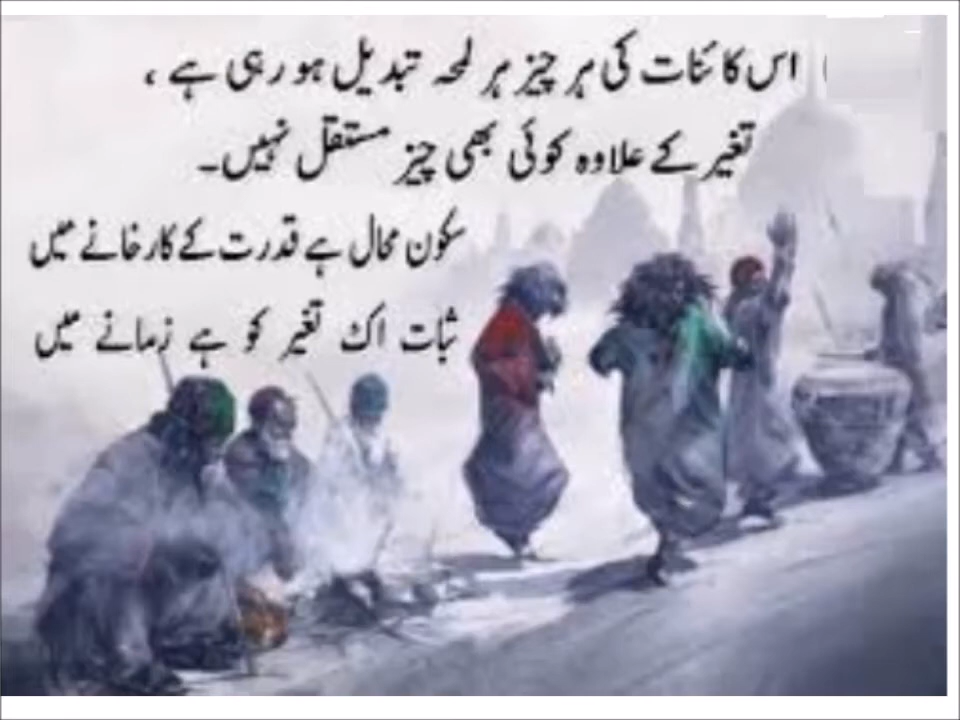 اس کائنات کی ہر چیز ہر لمحہ تبدیل ہو رہی ہے ،
تغیر کے علاوہ کوئی بھی چیز مستقل نہیں۔
سکون محال ہے قدرت کے کارخانے میں
ثبات اک تغیر کو ہے زمانے میں